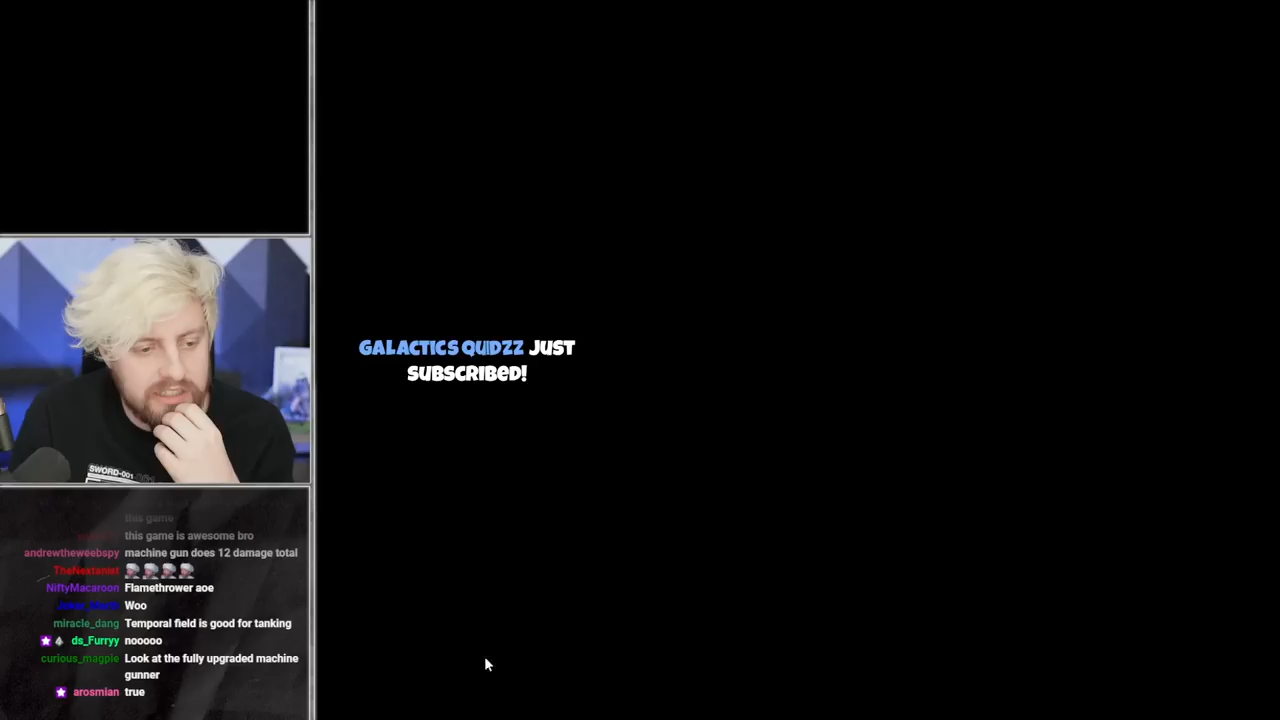 GALACTICS QUIDZZ JUST
SUBSCRIBED!
SWORD-001
this game
this game is awesome bro
andrewtheweebspy machine gun does 12 damage total
TheNextanist
NiftyMacaroon Flamethrower aoe
Woo
miracle_dang Temporal field is good for tanking
ds_Furryy nooooo
curious_magpie Look at the fully upgraded machine
gunner
arosmian true